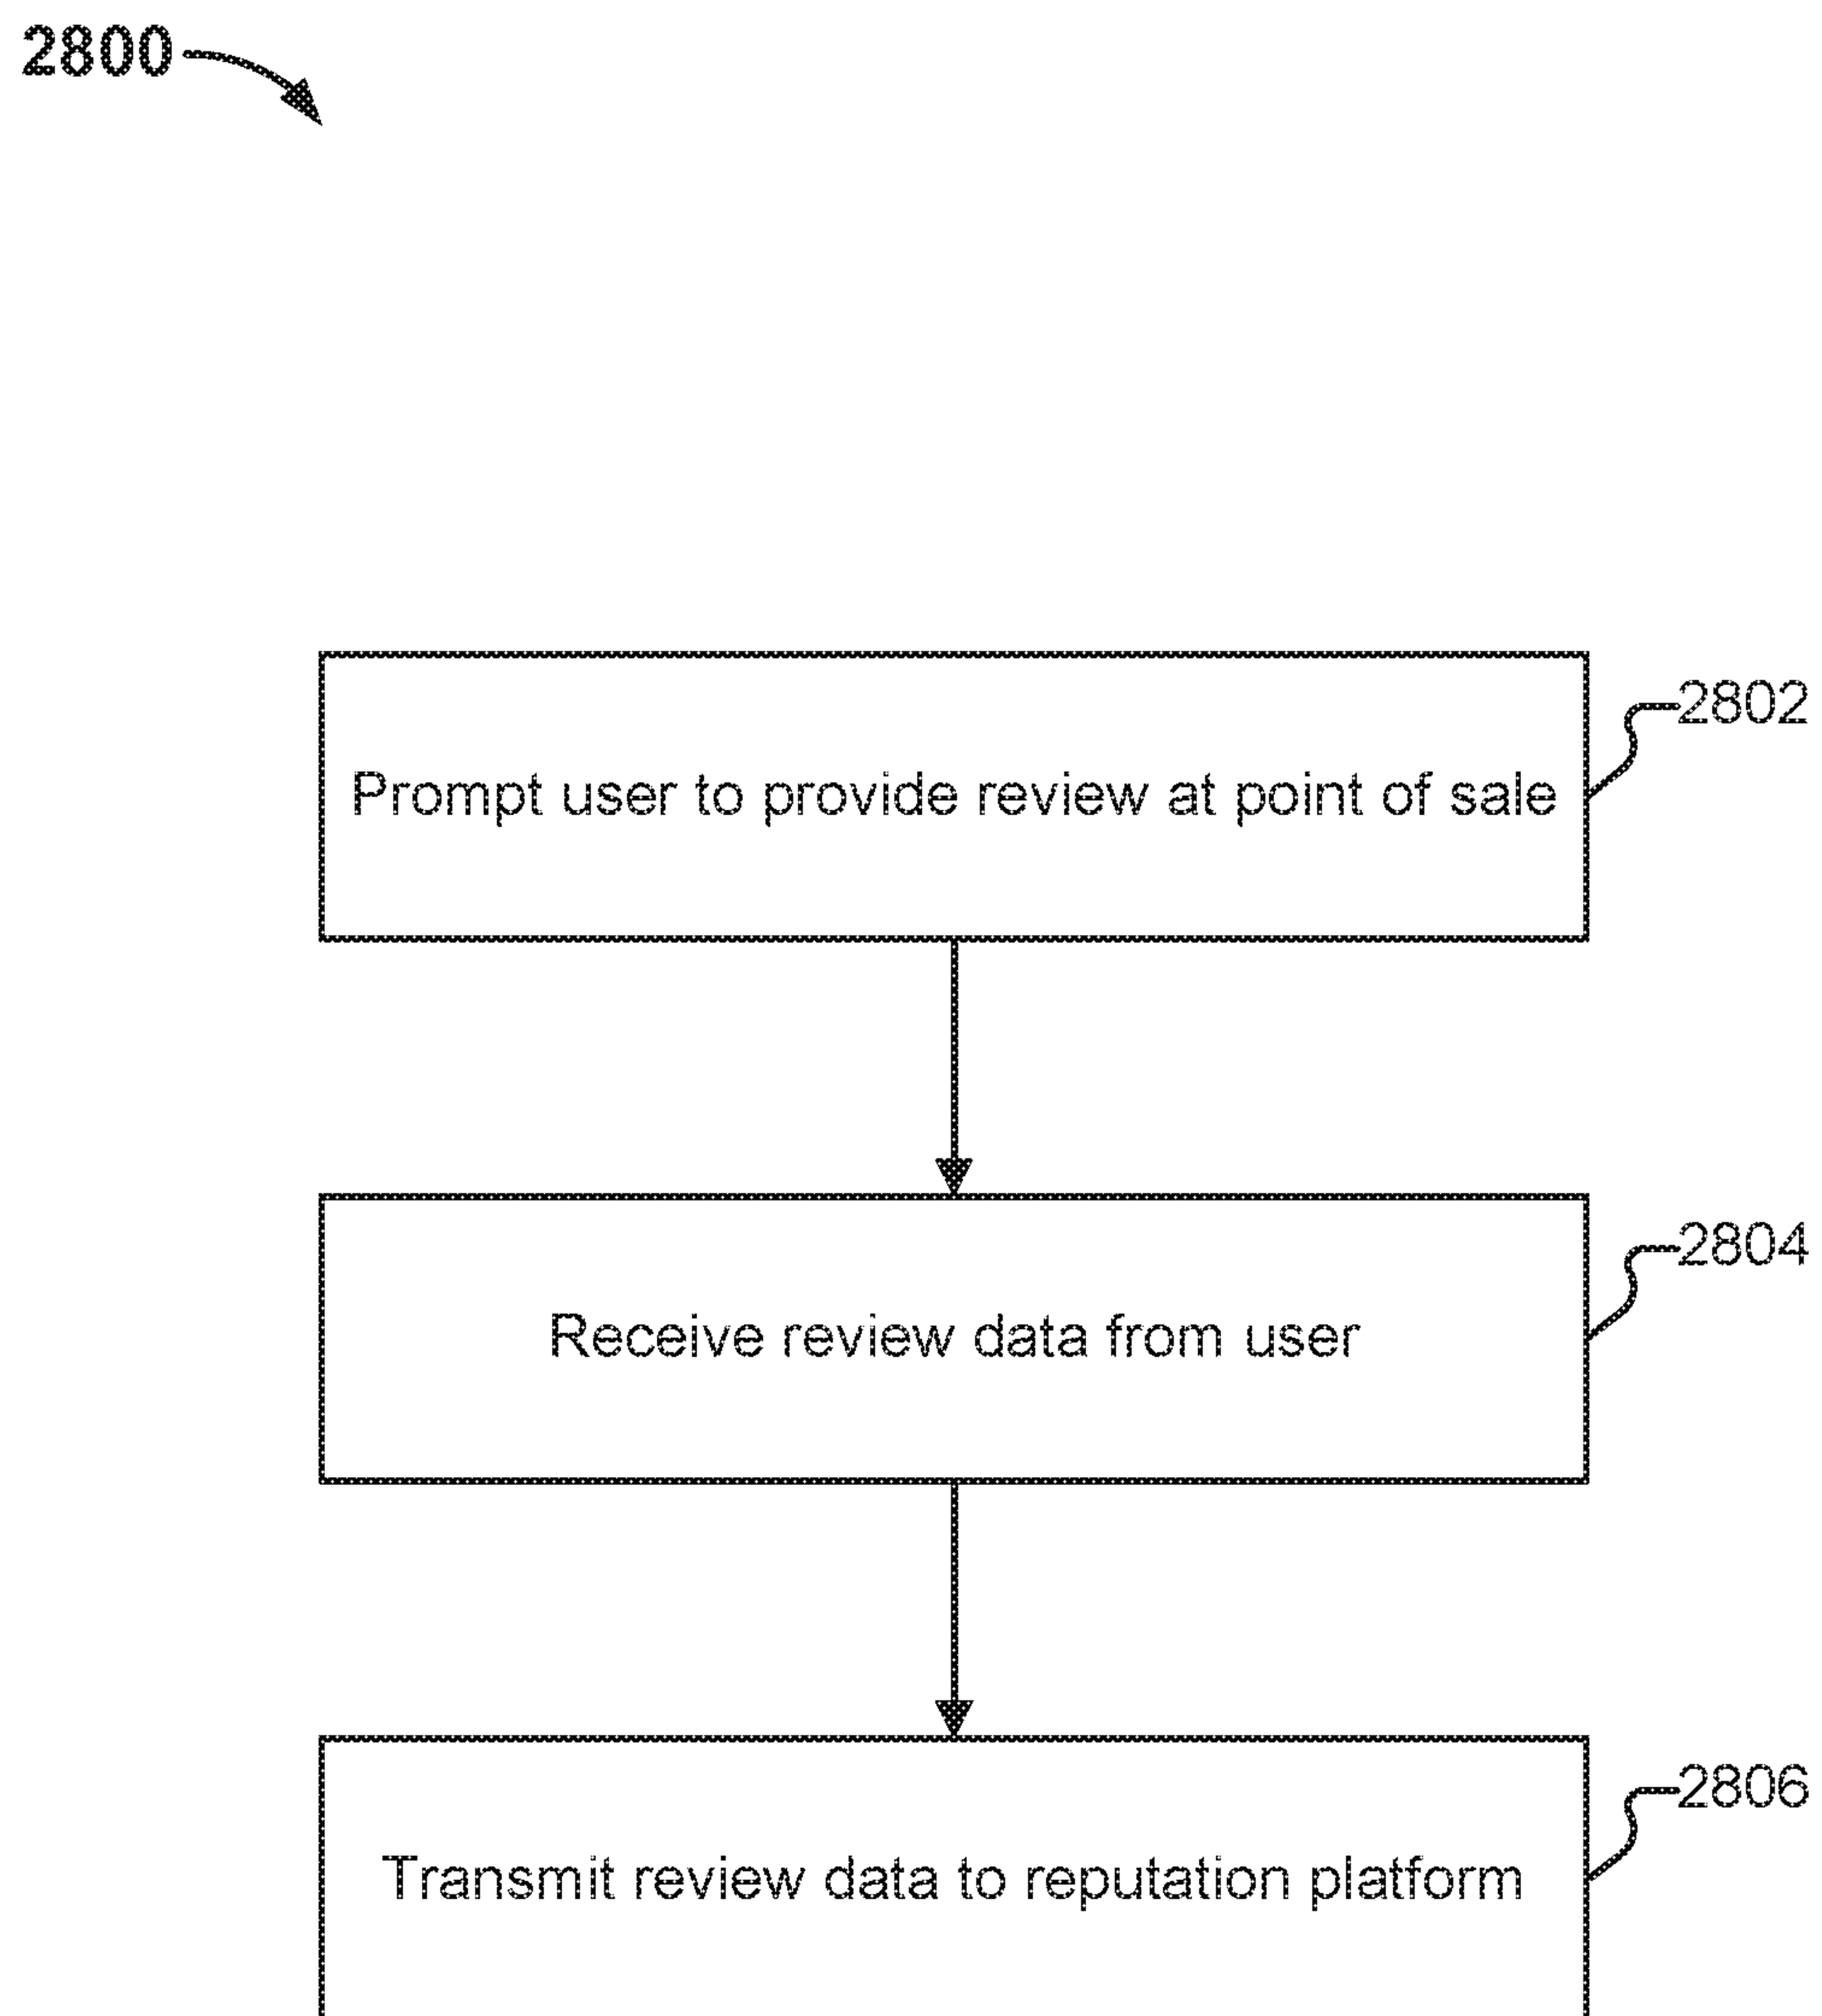 2800
Prompt user to provide review at point of sale
2802
Receive review data from user
2804
Transmit review data to reputation platform
2806